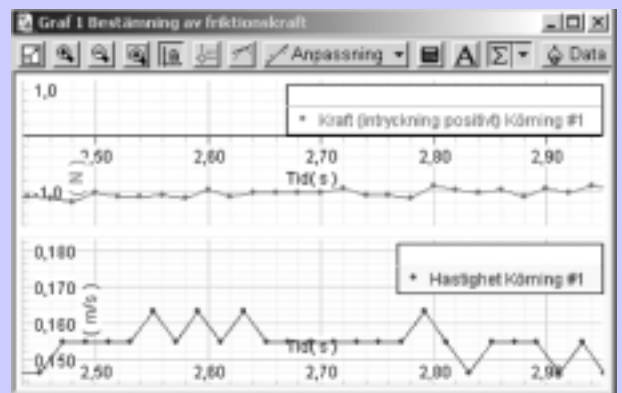 Graf 1 Bestämning av friktionskraft
Anpassning A Σ Data
1,0
Kraft (intryckning positivt) Körning #1
2,50 2,60 2,70 2,80 2,90
Tid( s )
-1,0
( N )
0,180
Hastighet Körning #1
0,170
( m/s )
0,160
Tid( s )
0,150
2,50 2,60 2,70 2,80 2,90